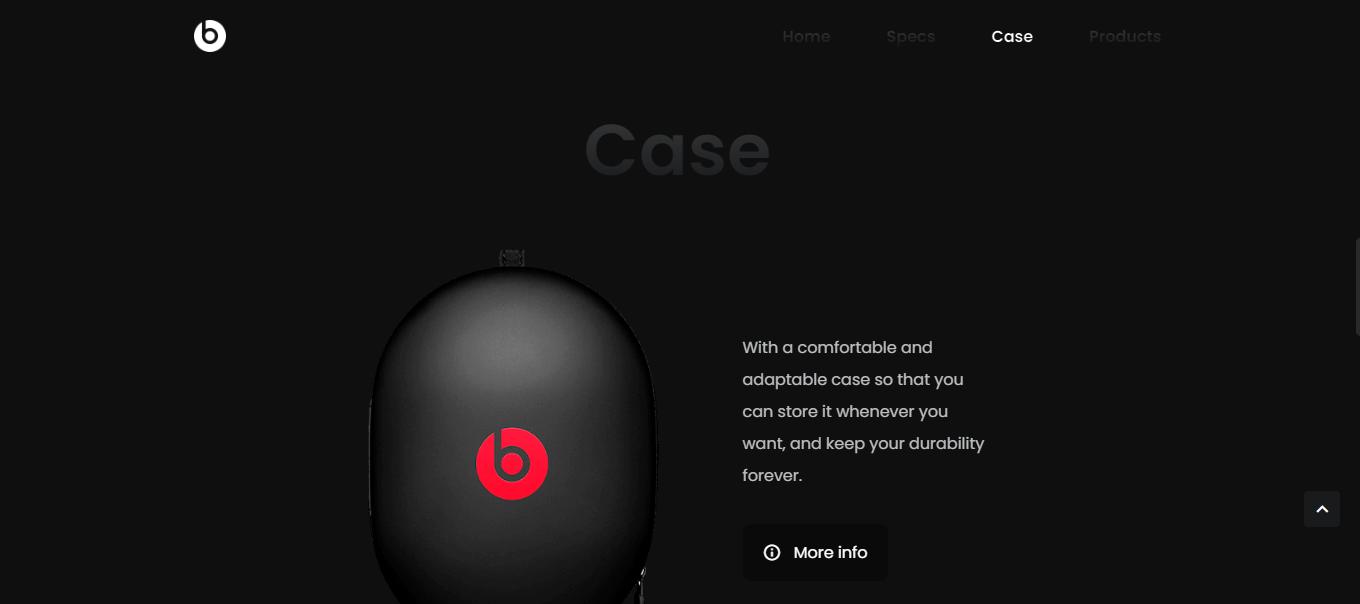 Home Specs Case Products
Case
With a comfortable and
adaptable case so that you
can store it whenever you
want, and keep your durability
forever.
More info